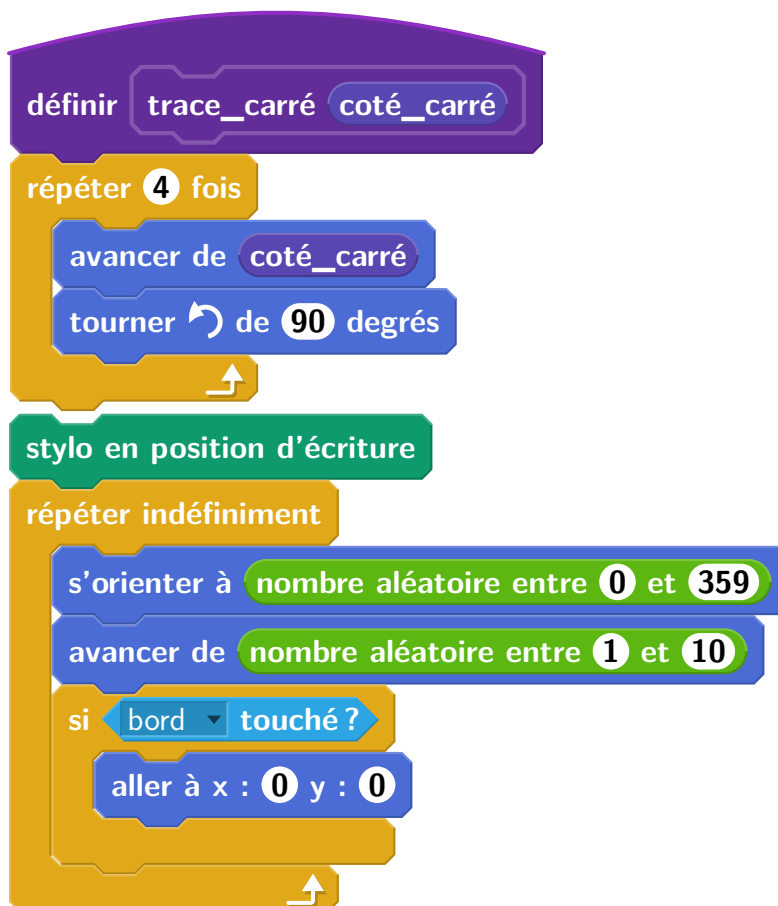 définir trace_carré coté_carré
répéter 4 fois
avancer de coté_carré
tourner de 90 degrés
stylo en position d'écriture
répéter indéfiniment
s'orienter à nombre aléatoire entre 0 et 359
avancer de nombre aléatoire entre 1 et 10
si bord touché ?
aller à x : 0 y : 0